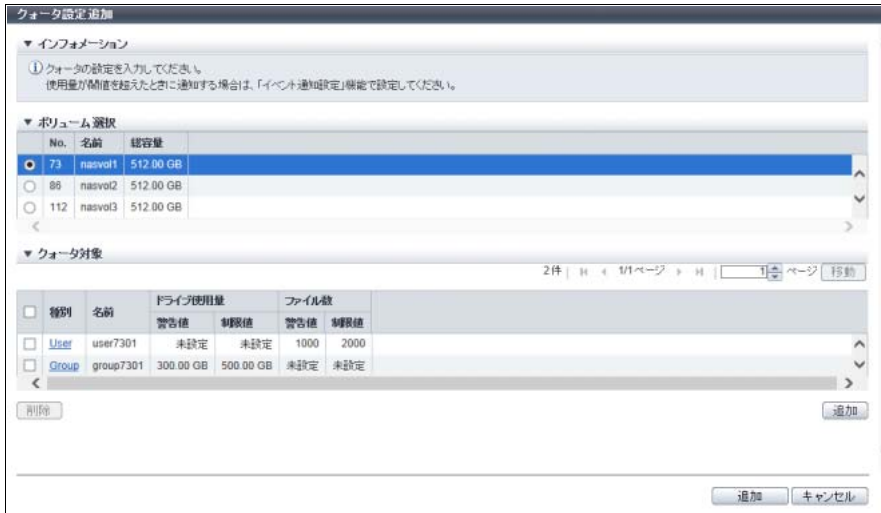 クォータ設定追加
▼ インフォメーション
クォータの設定を入力してください。
使用量が閾値を超えたときに通知する場合は、「イベント通知設定」機能で設定してください。
▼ ボリューム選択
No. 名前 総容量
73 nasvol1 512.00 GB
86 nasvol2 512.00 GB
112 nasvol3 512.00 GB
▼ クォータ対象
2件 1/1ページ 1 ページ 移動
種別 名前 ドライブ使用量 ファイル数
警告値 制限値 警告値 制限値
User user7301 未設定 未設定 1000 2000
Group group7301 300.00 GB 500.00 GB 未設定 未設定
削除 追加
追加 キャンセル